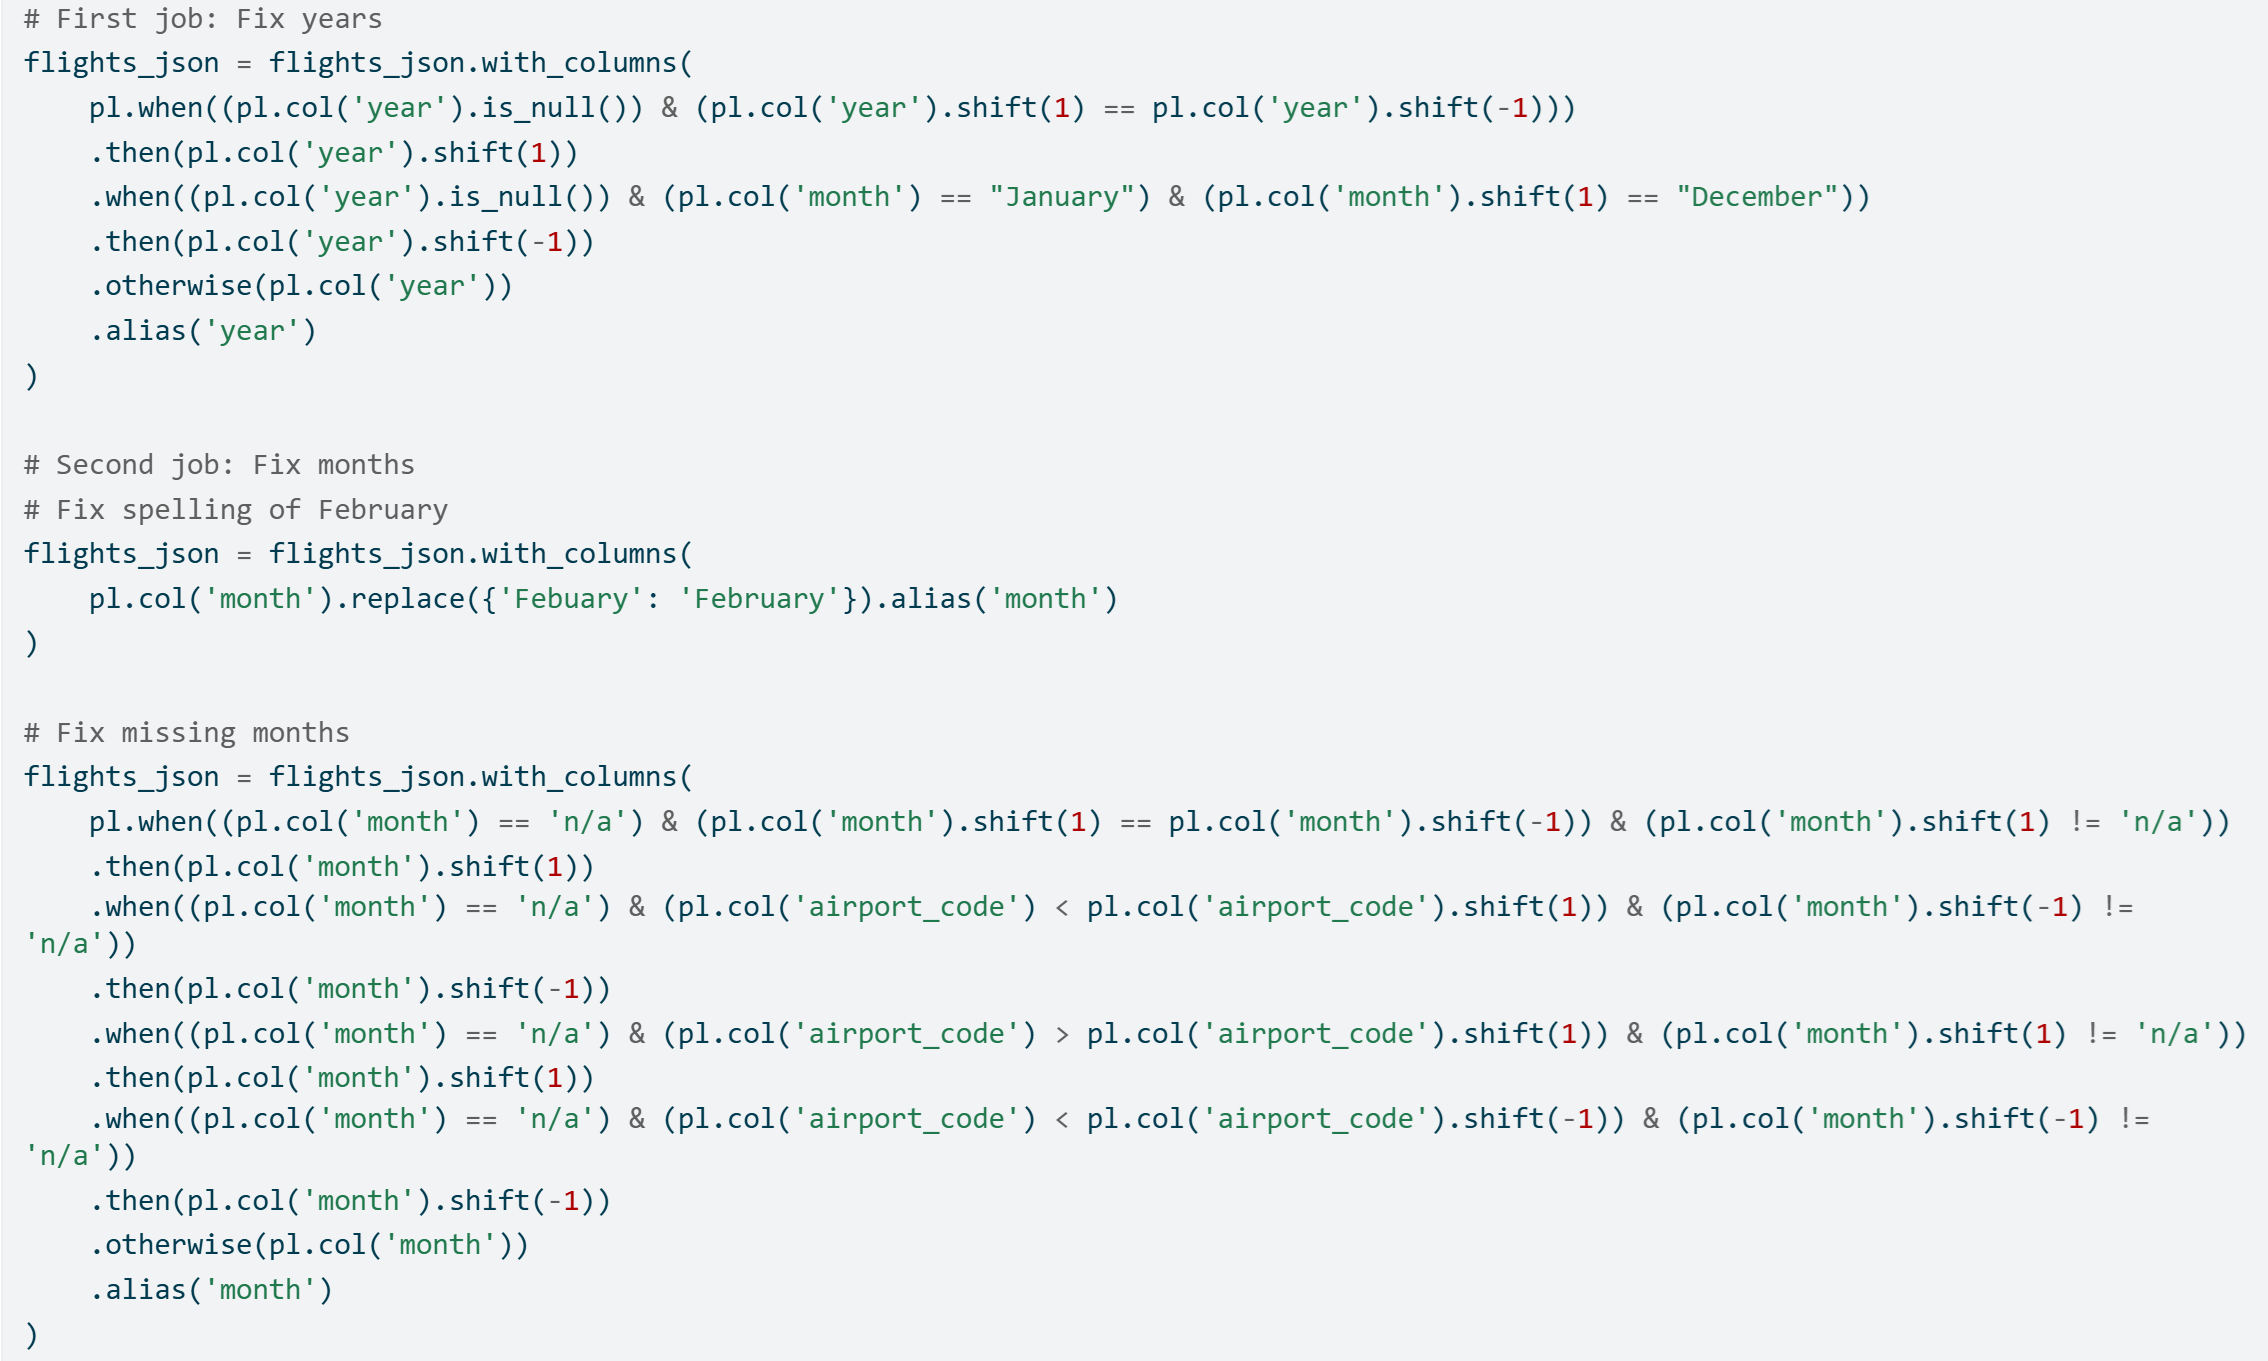 # First job: Fix years
flights_json = flights_json.with_columns(
    pl.when((pl.col('year').is_null()) & (pl.col('year').shift(1) == pl.col('year').shift(-1)))
    .then(pl.col('year').shift(1))
    .when((pl.col('year').is_null()) & (pl.col('month') == "January") & (pl.col('month').shift(1) == "December"))
    .then(pl.col('year').shift(-1))
    .otherwise(pl.col('year'))
    .alias('year')
)

# Second job: Fix months
# Fix spelling of February
flights_json = flights_json.with_columns(
    pl.col('month').replace({'Febuary': 'February'}).alias('month')
)

# Fix missing months
flights_json = flights_json.with_columns(
    pl.when((pl.col('month') == 'n/a') & (pl.col('month').shift(1) == pl.col('month').shift(-1)) & (pl.col('month').shift(1) != 'n/a'))
    .then(pl.col('month').shift(1))
    .when((pl.col('month') == 'n/a') & (pl.col('airport_code') < pl.col('airport_code').shift(1)) & (pl.col('month').shift(-1) !=
'n/a'))
    .then(pl.col('month').shift(-1))
    .when((pl.col('month') == 'n/a') & (pl.col('airport_code') > pl.col('airport_code').shift(1)) & (pl.col('month').shift(1) != 'n/a'))
    .then(pl.col('month').shift(1))
    .when((pl.col('month') == 'n/a') & (pl.col('airport_code') < pl.col('airport_code').shift(-1)) & (pl.col('month').shift(-1) !=
'n/a'))
    .then(pl.col('month').shift(-1))
    .otherwise(pl.col('month'))
    .alias('month')
)